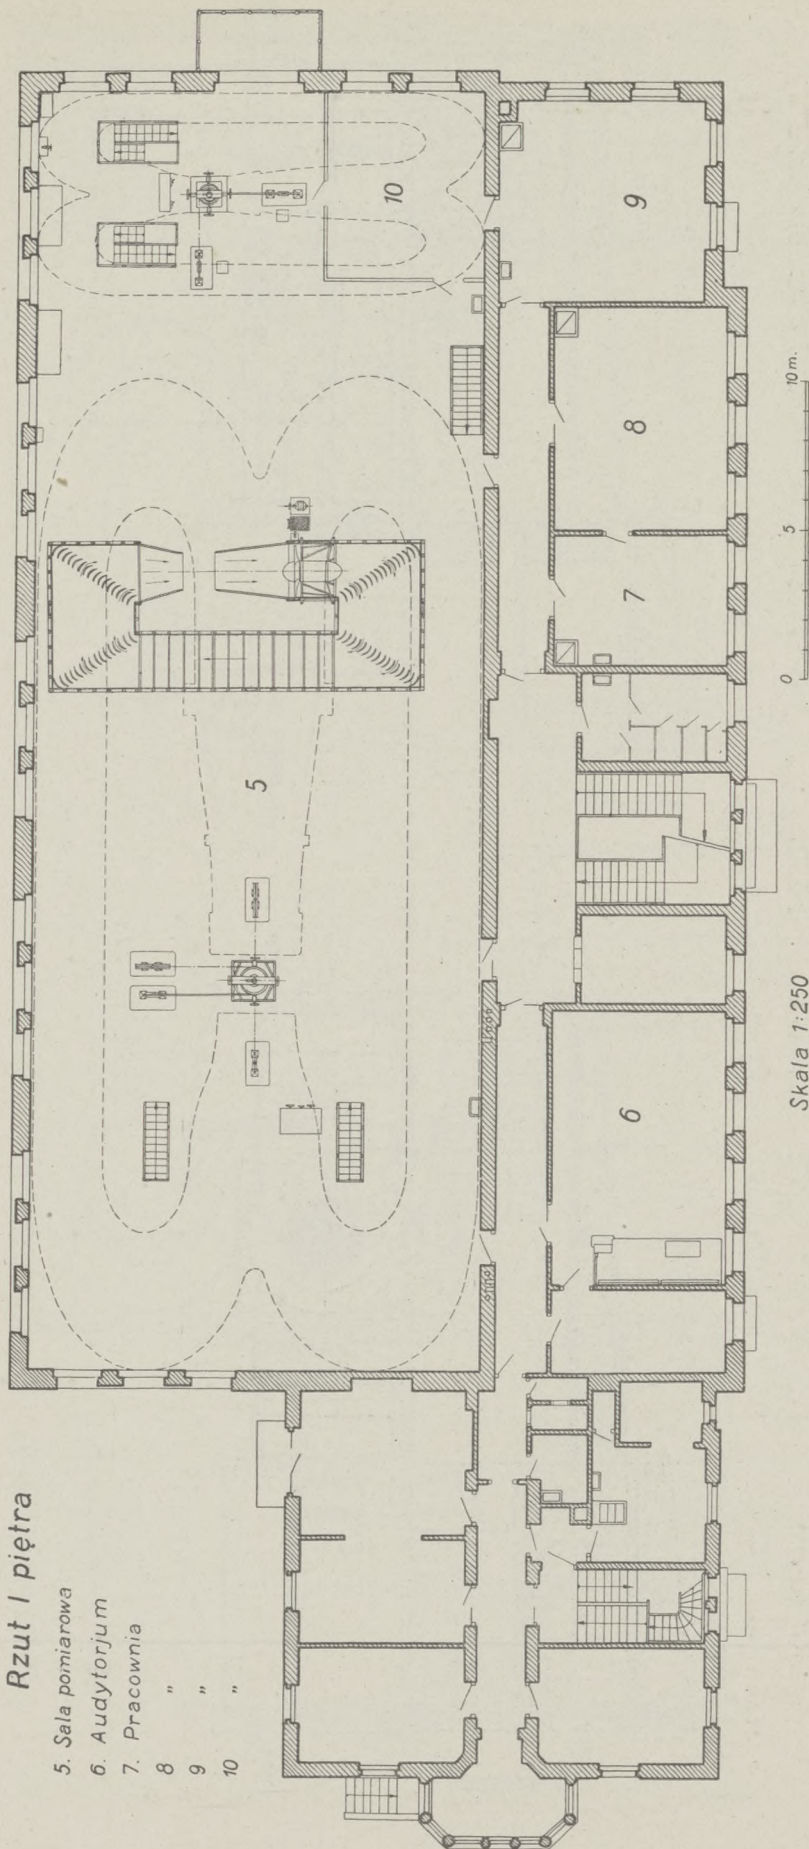 Rzut I piętra
5. Sala pomiarowa
6. Audytorjum
7. Pracownia
8 "
9 "
10 "
5
6
7
8
9
10
0 5 10 m.
Skala 1:250